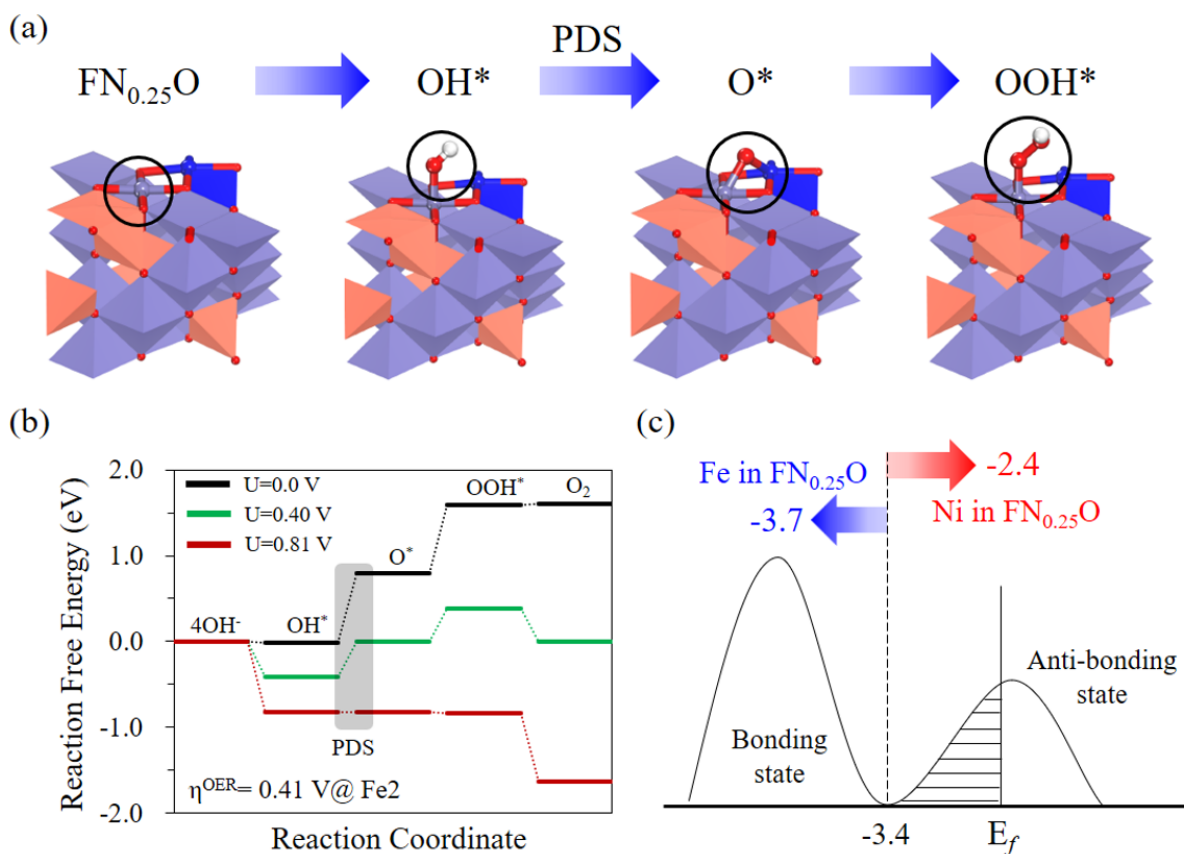 (a)
PDS
FN₀.₂₅O
OH*
O*
OOH*
(b)
Reaction Free Energy (eV)
2.0
1.0
0.0
-1.0
-2.0
U=0.0 V
U=0.40 V
U=0.81 V
4OH⁻
OH*
O*
OOH*
O₂
PDS
η^OER= 0.41 V@ Fe2
Reaction Coordinate
(c)
Fe in FN₀.₂₅O
-3.7
-2.4
Ni in FN₀.₂₅O
Bonding
state
Anti-bonding
state
-3.4
E_f